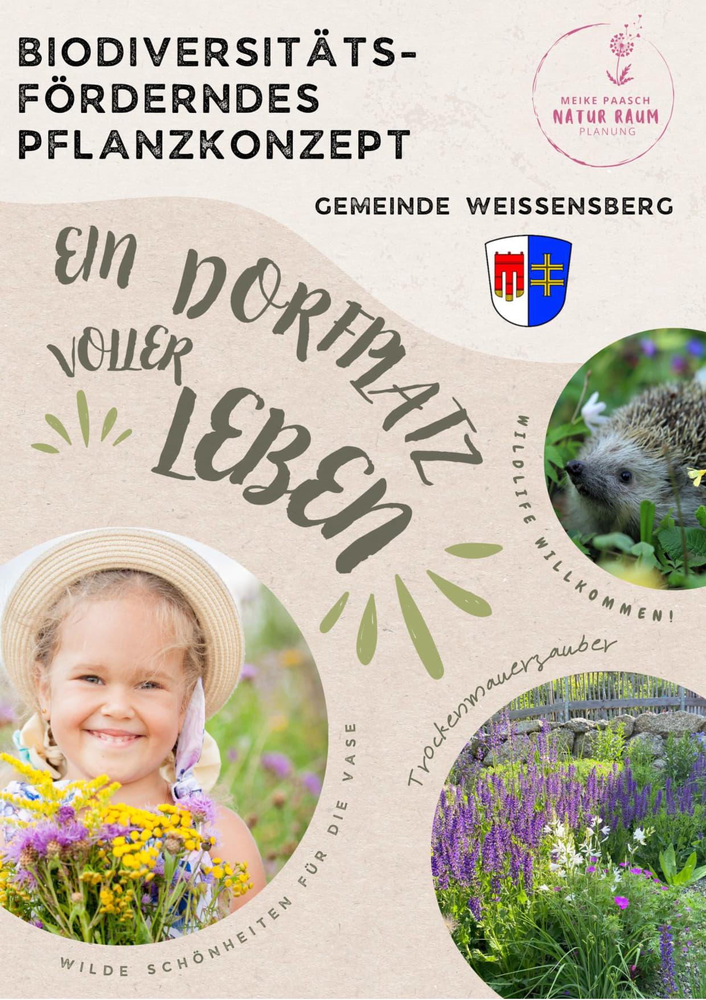 BIODIVERSITÄTS-
FÖRDERNDES
PFLANZKONZEPT
MEIKE PAASCH
NATUR RAUM
PLANUNG
GEMEINDE WEISSENSBERG
EIN DORFPLATZ
VOLLER
LEBEN
WILDLIFE WILLKOMMEN!
Trockenmauerzauber
WILDE SCHÖNHEITEN FÜR DIE VASE